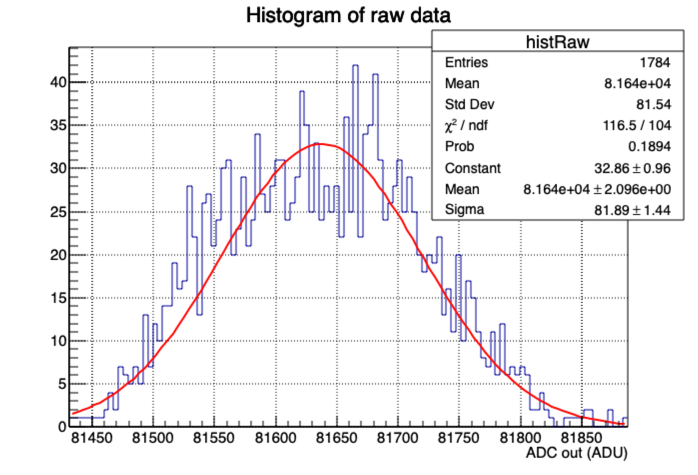 Histogram of raw data
histRaw
Entries 1784
Mean 8.164e+04
Std Dev 81.54
χ² / ndf 116.5 / 104
Prob 0.1894
Constant 32.86 ± 0.96
Mean 8.164e+04 ± 2.096e+00
Sigma 81.89 ± 1.44
40
35
30
25
20
15
10
5
0
81450 81500 81550 81600 81650 81700 81750 81800 81850
ADC out (ADU)